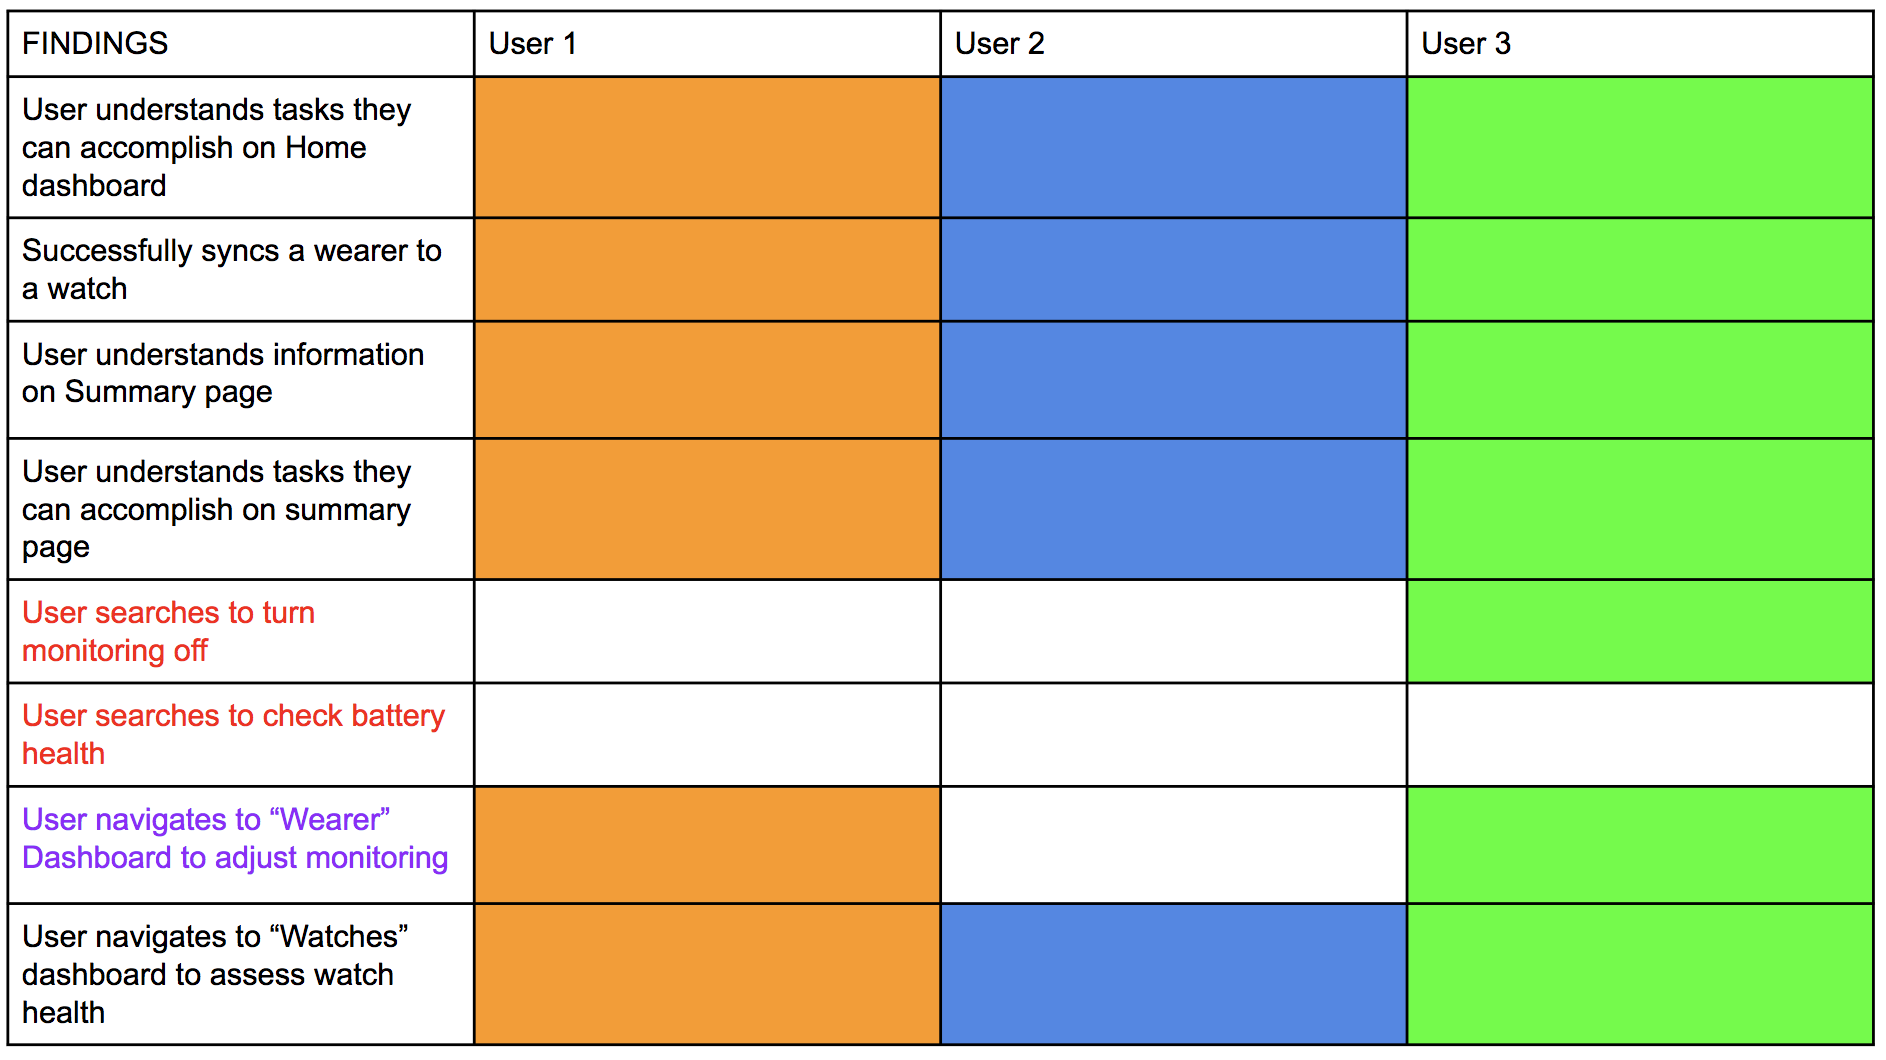 FINDINGS
User 1
User 2
User 3
User understands tasks they
can accomplish on Home
dashboard
Successfully syncs a wearer to
a watch
User understands information
on Summary page
User understands tasks they
can accomplish on summary
page
User searches to turn
monitoring off
User searches to check battery
health
User navigates to “Wearer”
Dashboard to adjust monitoring
User navigates to “Watches”
dashboard to assess watch
health